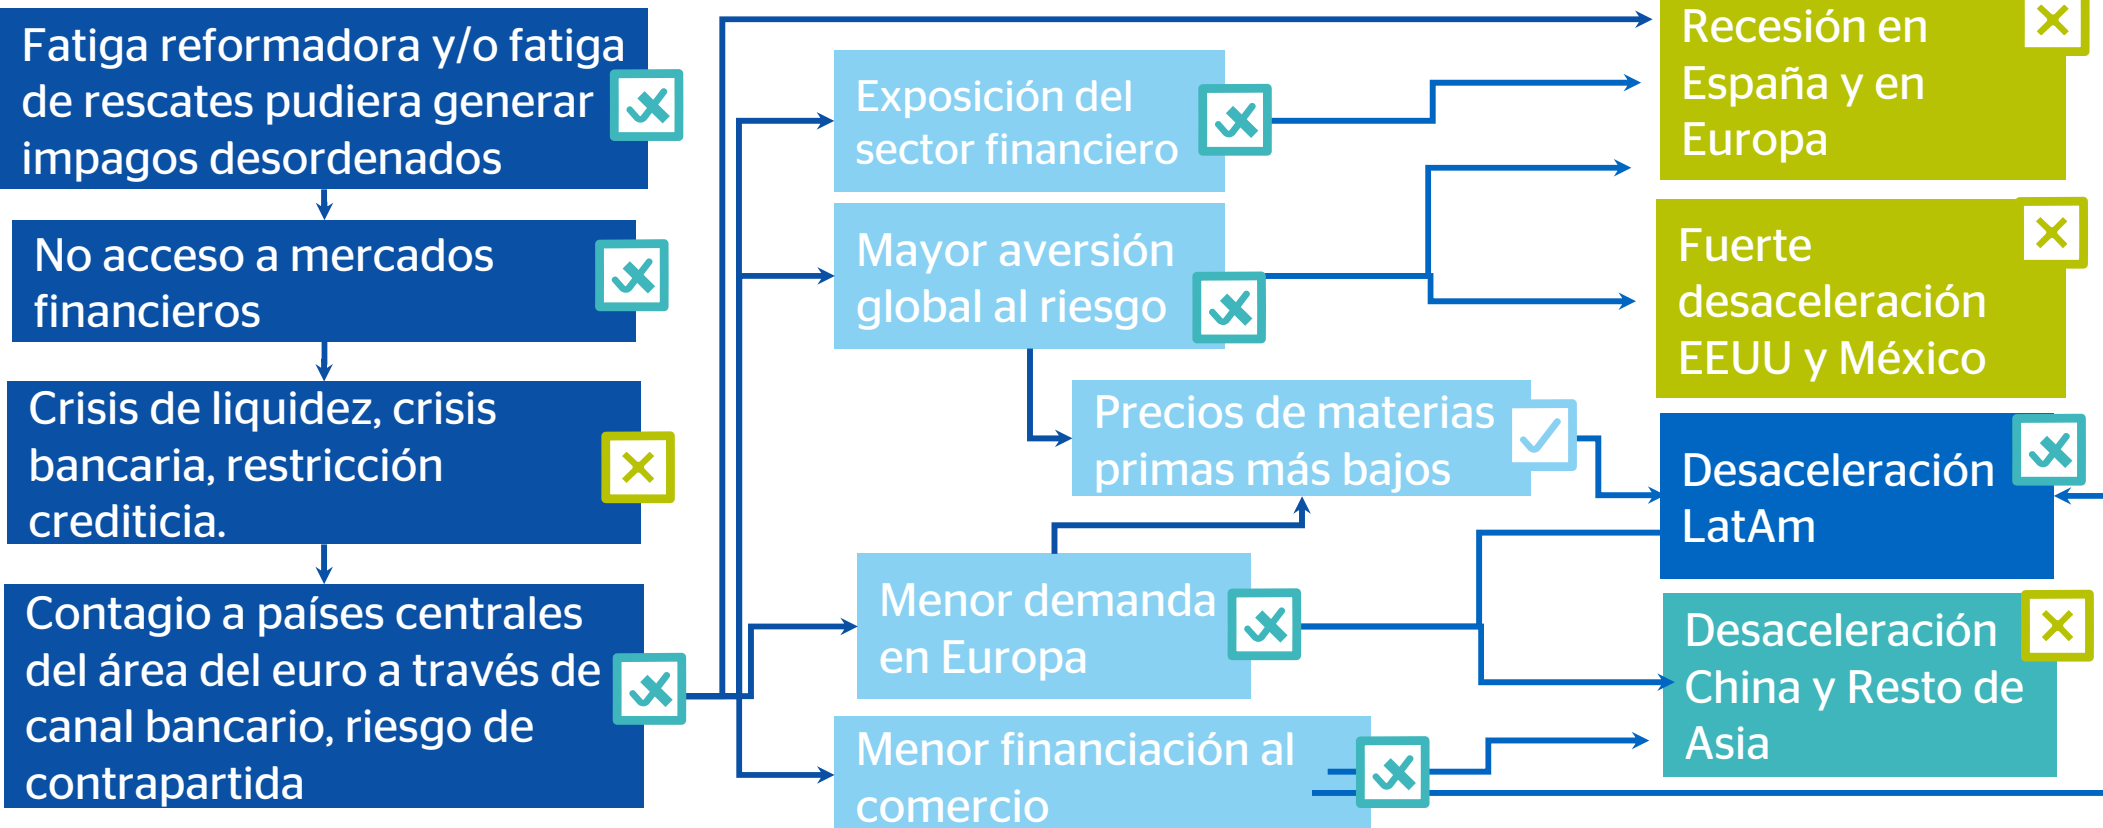 Fatiga reformadora y/o fatiga
de rescates pudiera generar
impagos desordenados
No acceso a mercados
financieros
Crisis de liquidez, crisis
bancaria, restricción
crediticia.
Contagio a países centrales
del área del euro a través de
canal bancario, riesgo de
contrapartida
Exposición del
sector financiero
Mayor aversión
global al riesgo
Precios de materias
primas más bajos
Menor demanda
en Europa
Menor financiación al
comercio
Recesión en
España y en
Europa
Fuerte
desaceleración
EEUU y México
Desaceleración
LatAm
Desaceleración
China y Resto de
Asia